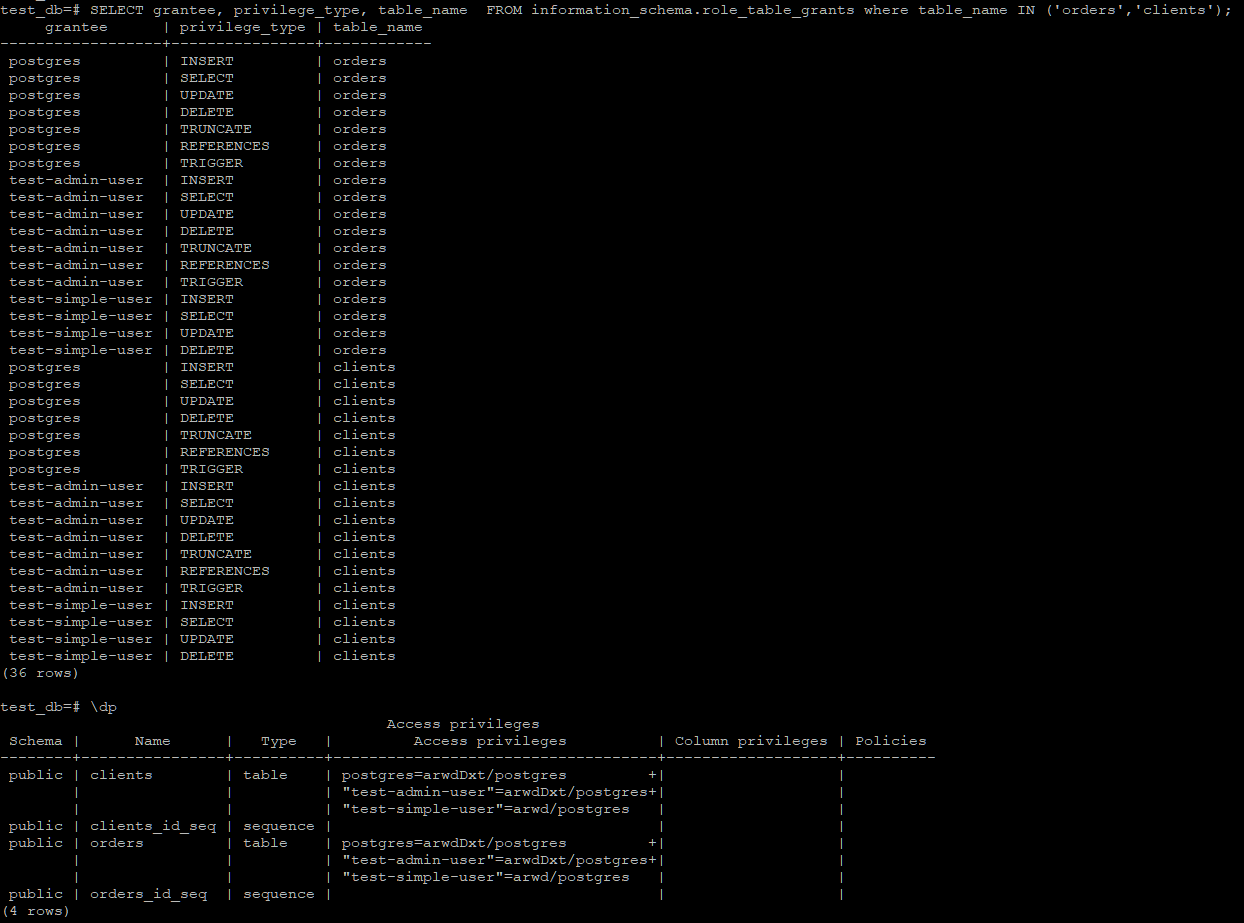 test_db=# SELECT grantee, privilege_type, table_name  FROM information_schema.role_table_grants where table_name IN ('orders','clients');
     grantee      | privilege_type | table_name
------------------+----------------+------------
 postgres         | INSERT         | orders
 postgres         | SELECT         | orders
 postgres         | UPDATE         | orders
 postgres         | DELETE         | orders
 postgres         | TRUNCATE       | orders
 postgres         | REFERENCES     | orders
 postgres         | TRIGGER        | orders
 test-admin-user  | INSERT         | orders
 test-admin-user  | SELECT         | orders
 test-admin-user  | UPDATE         | orders
 test-admin-user  | DELETE         | orders
 test-admin-user  | TRUNCATE       | orders
 test-admin-user  | REFERENCES     | orders
 test-admin-user  | TRIGGER        | orders
 test-simple-user | INSERT         | orders
 test-simple-user | SELECT         | orders
 test-simple-user | UPDATE         | orders
 test-simple-user | DELETE         | orders
 postgres         | INSERT         | clients
 postgres         | SELECT         | clients
 postgres         | UPDATE         | clients
 postgres         | DELETE         | clients
 postgres         | TRUNCATE       | clients
 postgres         | REFERENCES     | clients
 postgres         | TRIGGER        | clients
 test-admin-user  | INSERT         | clients
 test-admin-user  | SELECT         | clients
 test-admin-user  | UPDATE         | clients
 test-admin-user  | DELETE         | clients
 test-admin-user  | TRUNCATE       | clients
 test-admin-user  | REFERENCES     | clients
 test-admin-user  | TRIGGER        | clients
 test-simple-user | INSERT         | clients
 test-simple-user | SELECT         | clients
 test-simple-user | UPDATE         | clients
 test-simple-user | DELETE         | clients
(36 rows)

test_db=# \dp
                                           Access privileges
 Schema |      Name      |   Type   |         Access privileges          | Column privileges | Policies
--------+----------------+----------+------------------------------------+-------------------+----------
 public | clients        | table    | postgres=arwdDxt/postgres         +|                   |
        |                |          | "test-admin-user"=arwdDxt/postgres+|                   |
        |                |          | "test-simple-user"=arwd/postgres   |                   |
 public | clients_id_seq | sequence |                                    |                   |
 public | orders         | table    | postgres=arwdDxt/postgres         +|                   |
        |                |          | "test-admin-user"=arwdDxt/postgres+|                   |
        |                |          | "test-simple-user"=arwd/postgres   |                   |
 public | orders_id_seq  | sequence |                                    |                   |
(4 rows)